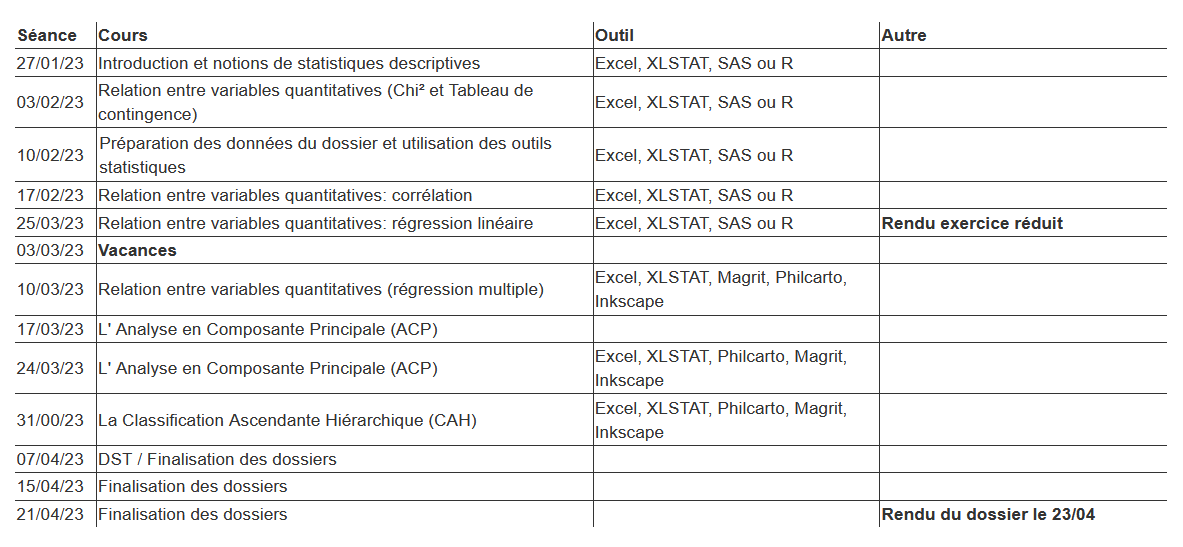 Séance Cours Outil Autre
27/01/23 Introduction et notions de statistiques descriptives Excel, XLSTAT, SAS ou R
03/02/23 Relation entre variables quantitatives (Chi² et Tableau de contingence) Excel, XLSTAT, SAS ou R
10/02/23 Préparation des données du dossier et utilisation des outils statistiques Excel, XLSTAT, SAS ou R
17/02/23 Relation entre variables quantitatives: corrélation Excel, XLSTAT, SAS ou R
25/03/23 Relation entre variables quantitatives: régression linéaire Excel, XLSTAT, SAS ou R Rendu exercice réduit
03/03/23 Vacances
10/03/23 Relation entre variables quantitatives (régression multiple) Excel, XLSTAT, Magrit, Philcarto, Inkscape
17/03/23 L' Analyse en Composante Principale (ACP)
24/03/23 L' Analyse en Composante Principale (ACP) Excel, XLSTAT, Philcarto, Magrit, Inkscape
31/00/23 La Classification Ascendante Hiérarchique (CAH) Excel, XLSTAT, Philcarto, Magrit, Inkscape
07/04/23 DST / Finalisation des dossiers
15/04/23 Finalisation des dossiers
21/04/23 Finalisation des dossiers Rendu du dossier le 23/04